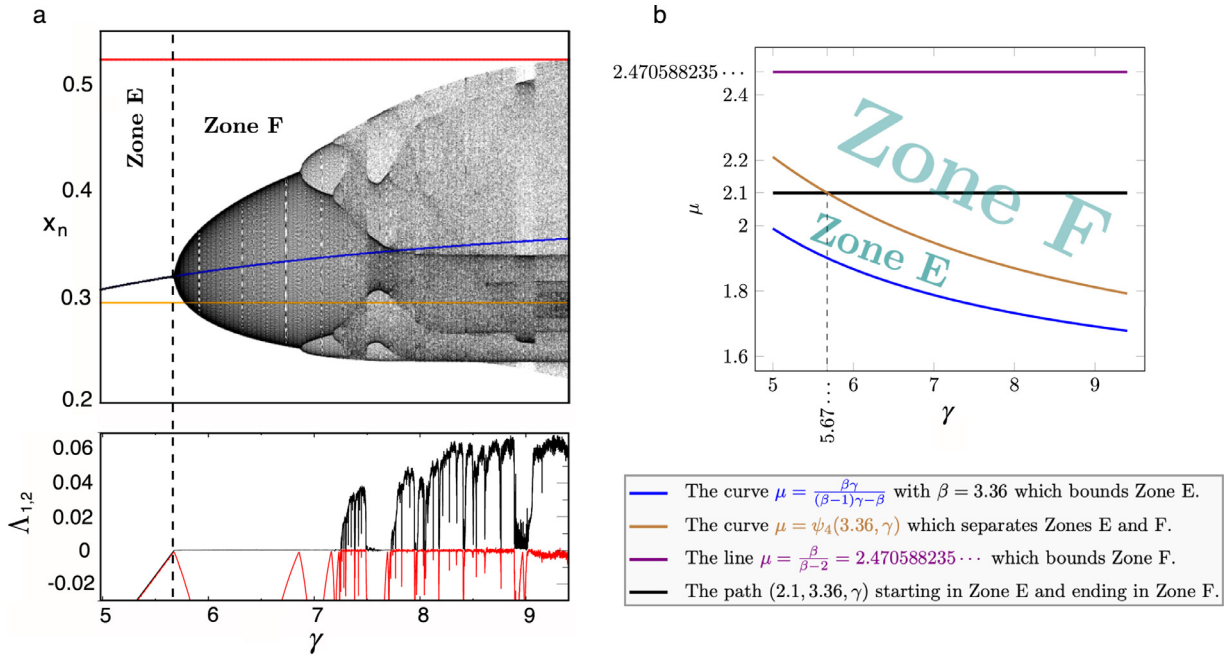 a
0.5
0.4
x_n
0.3
0.2
Zone E
Zone F
0.06
0.04
0.02
0
-0.02
Λ_{1,2}
5 6 7 8 9
γ
b
2.470588235⋯
2.4
2.2
2.1
2
1.8
1.6
μ
Zone F
Zone E
5 6 7 8 9
5.67⋯
γ
The curve μ = \frac{βγ}{(β−1)γ−β} with β = 3.36 which bounds Zone E.
The curve μ = ψ_4(3.36, γ) which separates Zones E and F.
The line μ = \frac{β}{β−2} = 2.470588235⋯ which bounds Zone F.
The path (2.1, 3.36, γ) starting in Zone E and ending in Zone F.